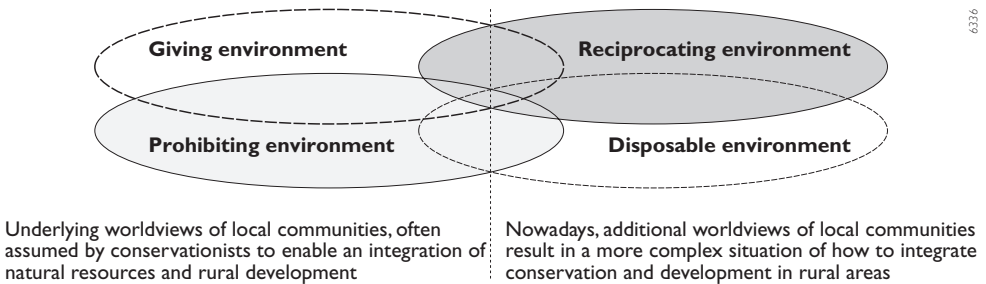 Giving environment
Reciprocating environment
Prohibiting environment
Disposable environment
Underlying worldviews of local communities, often
assumed by conservationists to enable an integration of
natural resources and rural development
Nowadays, additional worldviews of local communities
result in a more complex situation of how to integrate
conservation and development in rural areas
6336